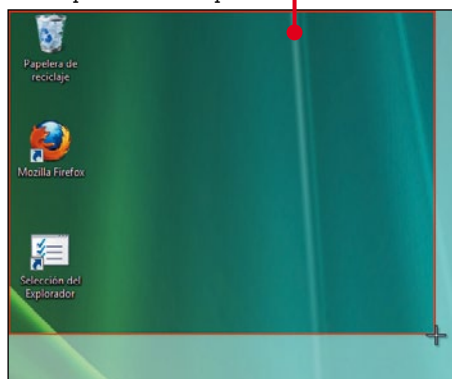 Papelera de
reciclaje
Mozilla Firefox
Selección del
Explorador